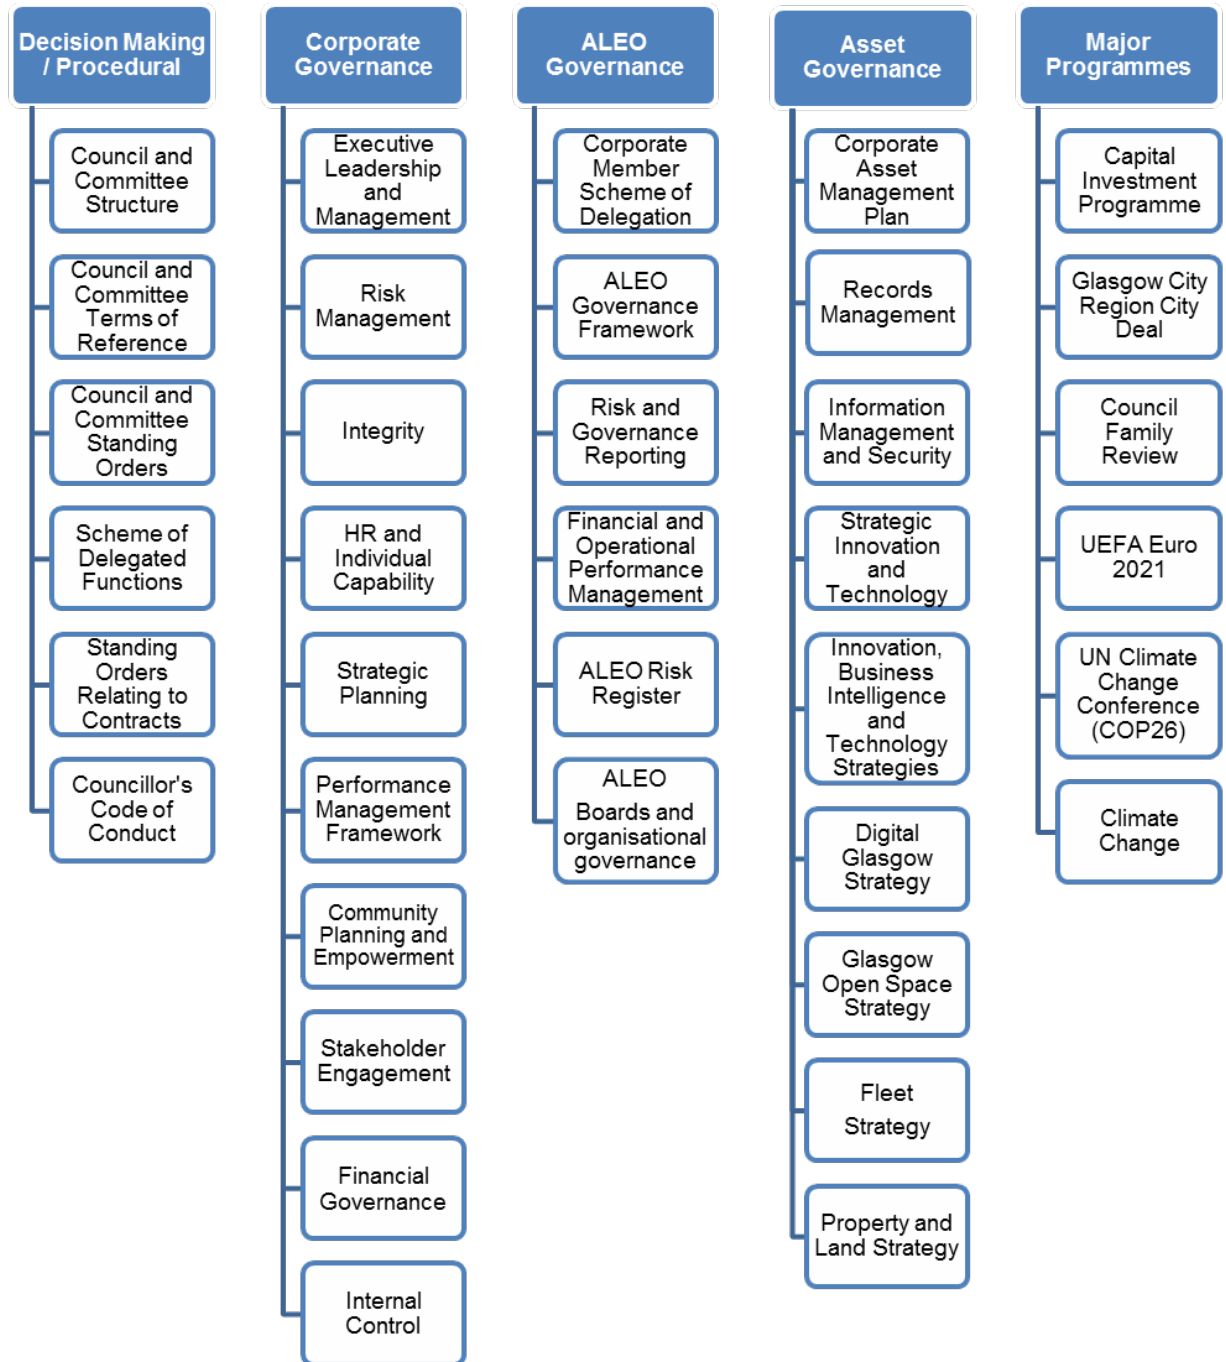 Decision Making
/ Procedural
Council and
Committee
Structure
Council and
Committee
Terms of
Reference
Council and
Committee
Standing
Orders
Scheme of
Delegated
Functions
Standing
Orders
Relating to
Contracts
Councillor's
Code of
Conduct
Corporate
Governance
Executive
Leadership
and
Management
Risk
Management
Integrity
HR and
Individual
Capability
Strategic
Planning
Performance
Management
Framework
Community
Planning and
Empowerment
Stakeholder
Engagement
Financial
Governance
Internal
Control
ALEO
Governance
Corporate
Member
Scheme of
Delegation
ALEO
Governance
Framework
Risk and
Governance
Reporting
Financial and
Operational
Performance
Management
ALEO Risk
Register
ALEO
Boards and
organisational
governance
Asset
Governance
Corporate
Asset
Management
Plan
Records
Management
Information
Management
and Security
Strategic
Innovation
and
Technology
Innovation,
Business
Intelligence
and
Technology
Strategies
Digital
Glasgow
Strategy
Glasgow
Open Space
Strategy
Fleet
Strategy
Property and
Land Strategy
Major
Programmes
Capital
Investment
Programme
Glasgow City
Region City
Deal
Council
Family
Review
UEFA Euro
2021
UN Climate
Change
Conference
(COP26)
Climate
Change